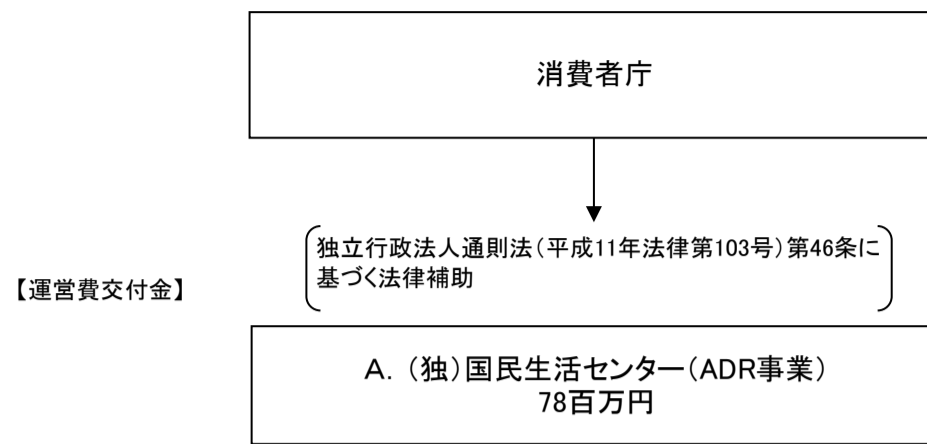 消費者庁
独立行政法人通則法(平成11年法律第103号)第46条に
基づく法律補助
【運営費交付金】
A. (独)国民生活センター(ADR事業)
78百万円